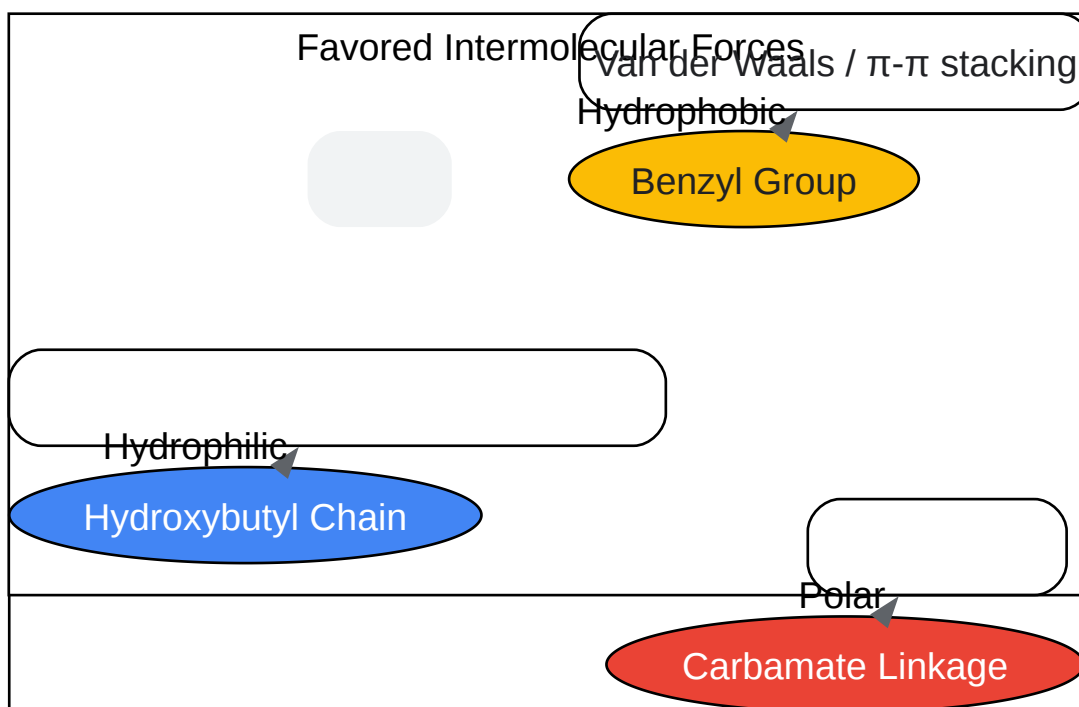 Favored Intermolecular Forces
Van der Waals / π-π stacking
Hydrophobic
Benzyl Group
Hydrophilic
Hydroxybutyl Chain
Polar
Carbamate Linkage